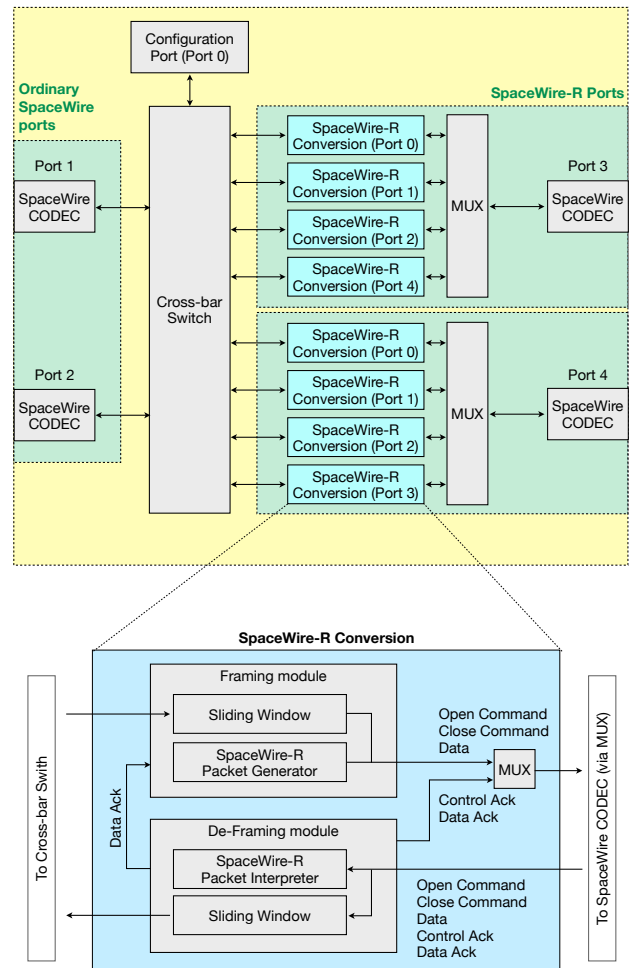 Configuration
Port (Port 0)
Ordinary
SpaceWire
ports
SpaceWire-R Ports
Port 1
SpaceWire
CODEC
Port 2
SpaceWire
CODEC
Cross-bar
Switch
SpaceWire-R
Conversion (Port 0)
SpaceWire-R
Conversion (Port 1)
SpaceWire-R
Conversion (Port 2)
SpaceWire-R
Conversion (Port 4)
MUX
Port 3
SpaceWire
CODEC
SpaceWire-R
Conversion (Port 0)
SpaceWire-R
Conversion (Port 1)
SpaceWire-R
Conversion (Port 2)
SpaceWire-R
Conversion (Port 3)
MUX
Port 4
SpaceWire
CODEC
SpaceWire-R Conversion
To Cross-bar Swith
Framing module
Sliding Window
SpaceWire-R
Packet Generator
Data Ack
De-Framing module
SpaceWire-R
Packet Interpreter
Sliding Window
Open Command
Close Command
Data
MUX
Control Ack
Data Ack
Open Command
Close Command
Data
Control Ack
Data Ack
To SpaceWire CODEC (via MUX)